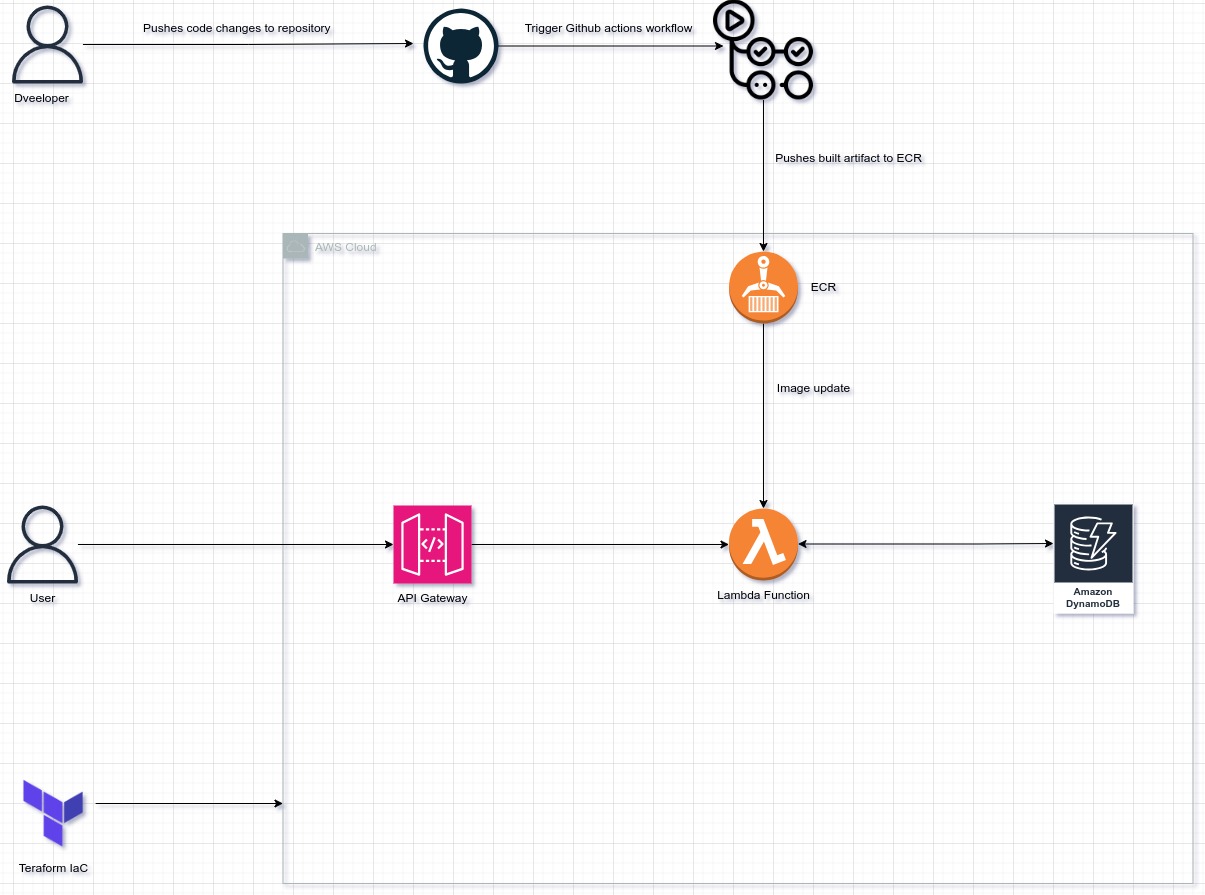 Pushes code changes to repository
Trigger Github actions workflow
Dveeloper
Pushes built artifact to ECR
AWS Cloud
ECR
Image update
</>
User
API Gateway
Lambda Function
Amazon
DynamoDB
Teraform IaC